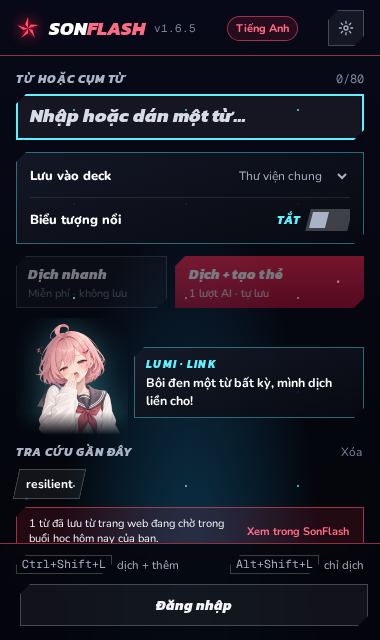 SONFLASH v1.6.5 Tiếng Anh
TỪ HOẶC CỤM TỪ 0/80
Nhập hoặc dán một từ...
Lưu vào deck Thư viện chung
Biểu tượng nổi TẮT
Dịch nhanh
Miễn phí · không lưu
Dịch + tạo thẻ
1 lượt AI · tự lưu
LUMI · LINK
Bôi đen một từ bất kỳ, mình dịch
liền cho!
TRA CỨU GẦN ĐÂY Xóa
resilient
1 từ đã lưu từ trang web đang chờ trong
buổi học hôm nay của bạn.
Xem trong SonFlash
Ctrl+Shift+L dịch + thêm Alt+Shift+L chỉ dịch
Đăng nhập